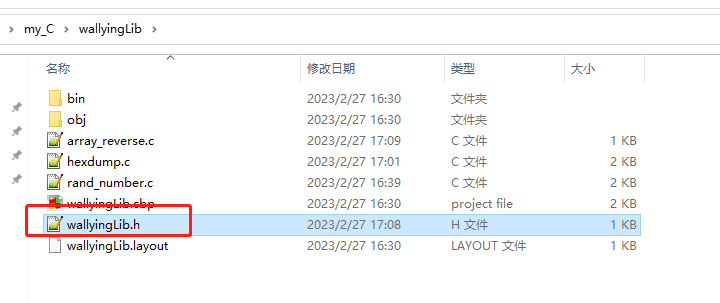 my_C > wallyingLib >
名称 修改日期 类型 大小
bin 2023/2/27 16:30 文件夹
obj 2023/2/27 16:30 文件夹
array_reverse.c 2023/2/27 17:09 C 文件 1 KB
hexdump.c 2023/2/27 17:01 C 文件 2 KB
rand_number.c 2023/2/27 16:30 C 文件 2 KB
wallyingLib.cbp 2023/2/27 16:30 project file 2 KB
wallyingLib.h 2023/2/27 17:08 H 文件 1 KB
wallyingLib.layout 2023/2/27 16:30 LAYOUT 文件 1 KB